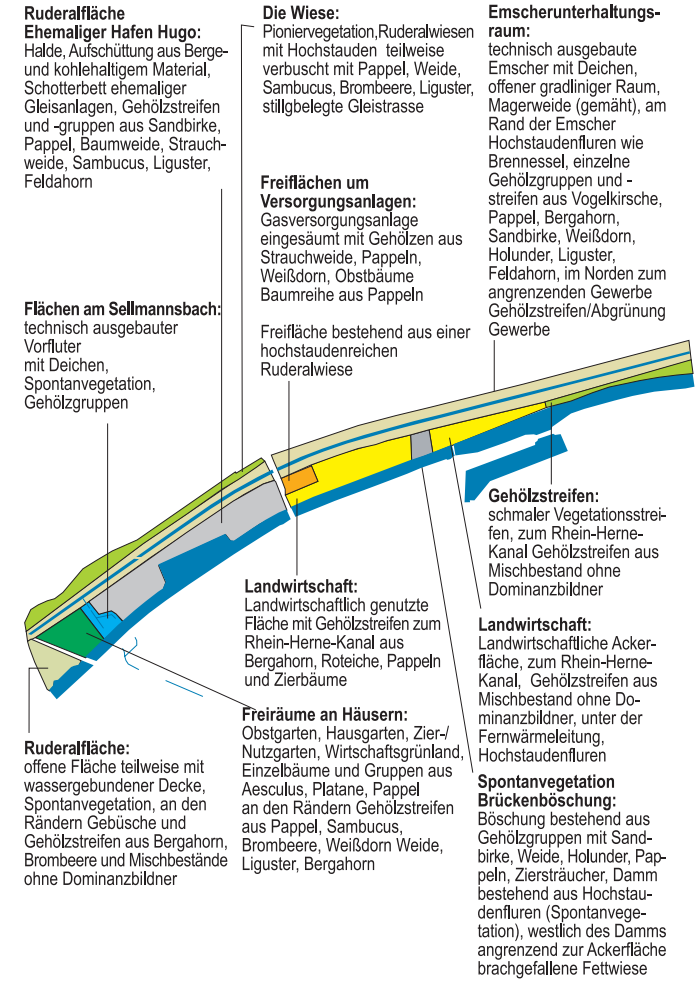 Ruderalfläche
Ehemaliger Hafen Hugo:
Halde, Aufschüttung aus Berge-
und kohlehaltigem Material,
Schotterbett ehemaliger
Gleisanlagen, Gehölzstreifen
und -gruppen aus Sandbirke,
Pappel, Baumweide, Strauch-
weide, Sambucus, Liguster,
Feldahorn
Flächen am Sellmannsbach:
technisch ausgebauter
Vorfluter
mit Deichen,
Spontanvegetation,
Gehölzgruppen
Die Wiese:
Pioniervegetation,Ruderalwiesen
mit Hochstauden teilweise
verbuscht mit Pappel, Weide,
Sambucus, Brombeere, Liguster,
stillgbelegte Gleistrasse
Freiflächen um
Versorgungsanlagen:
Gasversorgungsanlage
eingesäumt mit Gehölzen aus
Strauchweide, Pappeln,
Weißdorn, Obstbäume
Baumreihe aus Pappeln
Freifläche bestehend aus einer
hochstaudenreichen
Ruderalwiese
Emscherunterhaltungs-
raum:
technisch ausgebaute
Emscher mit Deichen,
offener gradliniger Raum,
Magerweide (gemäht), am
Rand der Emscher
Hochstaudenfluren wie
Brennessel, einzelne
Gehölzgruppen und -
streifen aus Vogelkirsche,
Pappel, Bergahorn,
Sandbirke, Weißdorn,
Holunder, Liguster,
Feldahorn, im Norden zum
angrenzenden Gewerbe
Gehölzstreifen/Abgrünung
Gewerbe
Gehölzstreifen:
schmaler Vegetationsstrei-
fen, zum Rhein-Herne-
Kanal Gehölzstreifen aus
Mischbestand ohne
Dominanzbildner
Landwirtschaft:
Landwirtschaftlich genutzte
Fläche mit Gehölzstreifen zum
Rhein-Herne-Kanal aus
Bergahorn, Roteiche, Pappeln
und Zierbäume
Landwirtschaft:
Landwirtschaftliche Acker-
fläche, zum Rhein-Herne-
Kanal, Gehölzstreifen aus
Mischbestand ohne Do-
minanzbildner, unter der
Fernwärmeleitung,
Hochstaudenfluren
Ruderalfläche:
offene Fläche teilweise mit
wassergebundener Decke,
Spontanvegetation, an den
Rändern Gebüsche und
Gehölzstreifen aus Bergahorn,
Brombeere und Mischbestände
ohne Dominanzbildner
Freiräume an Häusern:
Obstgarten, Hausgarten, Zier-/
Nutzgarten, Wirtschaftsgrünland,
Einzelbäume und Gruppen aus
Aesculus, Platane, Pappel
an den Rändern Gehölzstreifen
aus Pappel, Sambucus,
Brombeere, Weißdorn Weide,
Liguster, Bergahorn
Spontanvegetation
Brückenböschung:
Böschung bestehend aus
Gehölzgruppen mit Sand-
birke, Weide, Holunder, Pap-
peln, Ziersträucher, Damm
bestehend aus Hochstau-
denfluren (Spontanvege-
tation), westlich des Damms
angrenzend zur Ackerfläche
brachgefallene Fettwiese